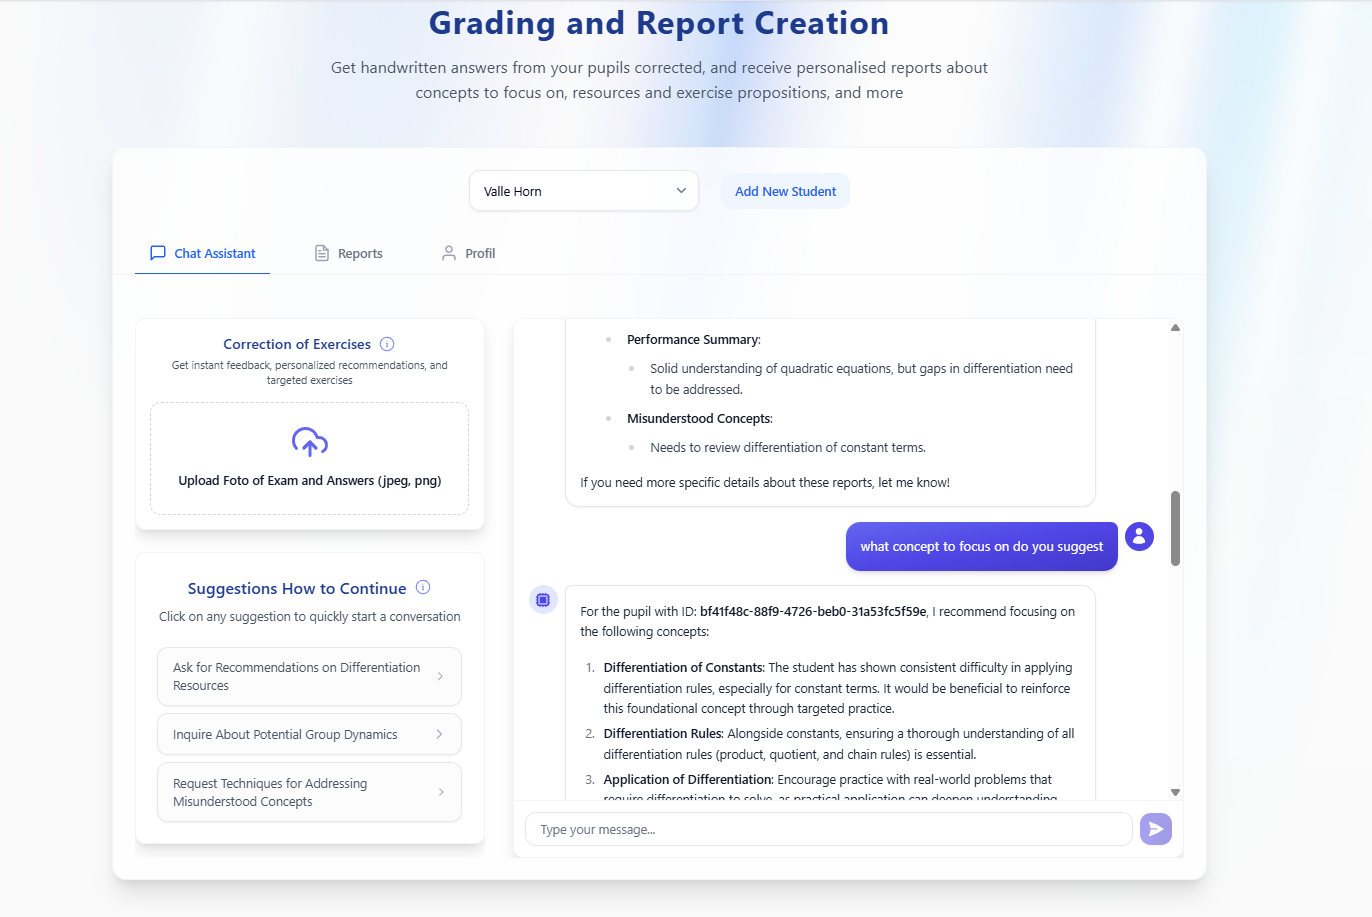 Grading and Report Creation
Get handwritten answers from your pupils corrected, and receive personalised reports about
concepts to focus on, resources and exercise propositions, and more
Valle Horn
Add New Student
Chat Assistant
Reports
Profil
Correction of Exercises
Get instant feedback, personalized recommendations, and
targeted exercises
Upload Foto of Exam and Answers (jpeg, png)
Suggestions How to Continue
Click on any suggestion to quickly start a conversation
Ask for Recommendations on Differentiation
Resources
Inquire About Potential Group Dynamics
Request Techniques for Addressing
Misunderstood Concepts
Performance Summary:
Solid understanding of quadratic equations, but gaps in differentiation need
to be addressed.
Misunderstood Concepts:
Needs to review differentiation of constant terms.
If you need more specific details about these reports, let me know!
what concept to focus on do you suggest
For the pupil with ID: bf41f48c-88f9-4726-beb0-31a53fc5f59e, I recommend focusing on
the following concepts:
1. Differentiation of Constants: The student has shown consistent difficulty in applying
differentiation rules, especially for constant terms. It would be beneficial to reinforce
this foundational concept through targeted practice.
2. Differentiation Rules: Alongside constants, ensuring a thorough understanding of all
differentiation rules (product, quotient, and chain rules) is essential.
3. Application of Differentiation: Encourage practice with real-world problems that
require differentiation to solve, as practical application can deepen understanding.
Type your message...